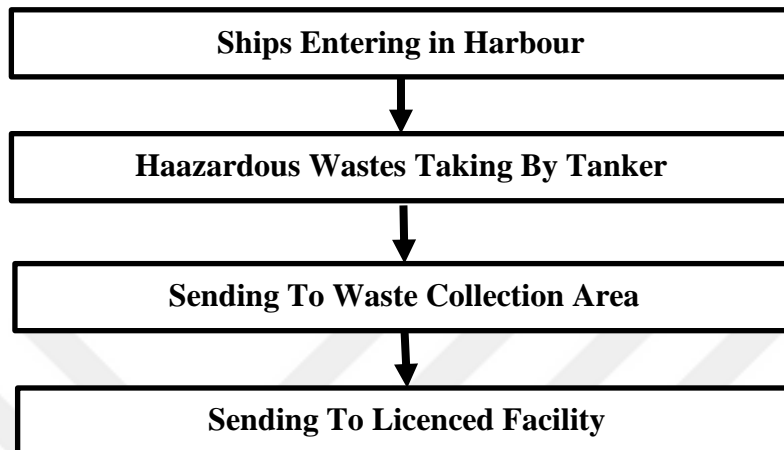 Ships Entering in Harbour
Haazardous Wastes Taking By Tanker
Sending To Waste Collection Area
Sending To Licenced Facility